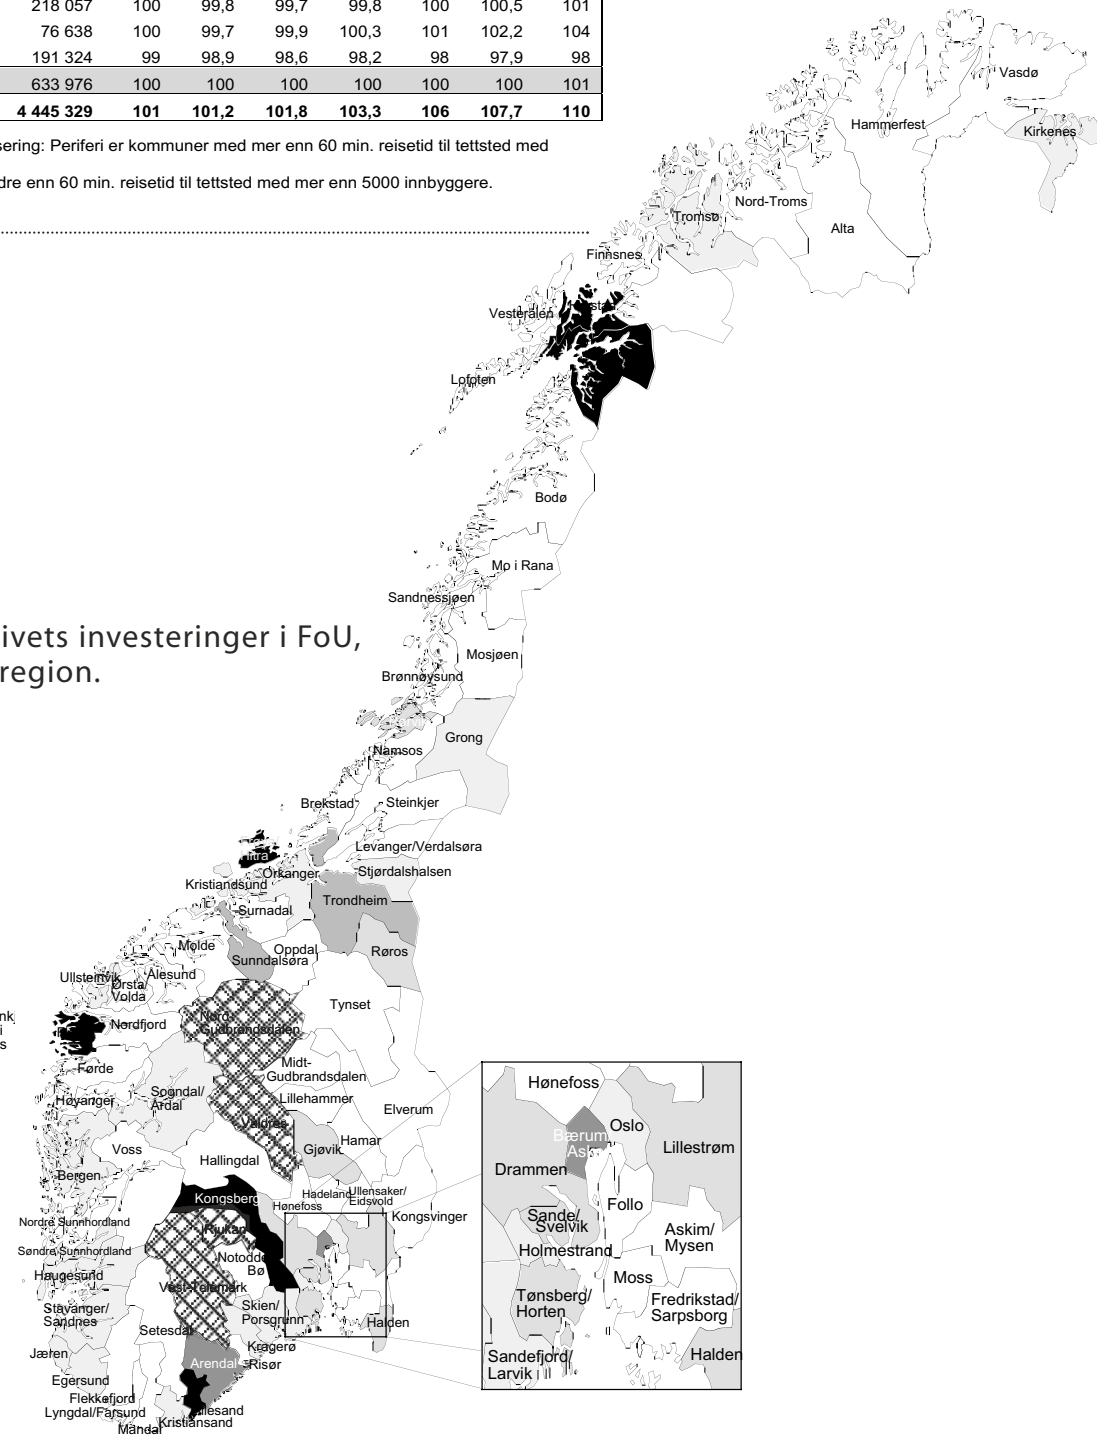 218 057 100 99,8 99,7 99,8 100 100,5 101
76 638 100 99,7 99,9 100,3 101 102,2 104
191 324 99 98,9 98,6 98,2 98 97,9 98
633 976 100 100 100 100 100 100 101
4 445 329 101 101,2 101,8 103,3 106 107,7 110
sering: Periferi er kommuner med mer enn 60 min. reisetid til tettsted med
dre enn 60 min. reisetid til tettsted med mer enn 5000 innbyggere.
Vasdø
Hammerfest
Kirkenes
Nord-Troms
Tromsø
Alta
Finnsnes
Vesterålen
Lofoten
Bodø
Mo i Rana
Sandnessjøen
ivets investeringer i FoU,
region.
Mosjøen
Brønnøysund
Grong
Namsos
Brekstad
Steinkjer
Levanger/Verdalsøra
Hitra
Orkanger
Stjørdalshalsen
Kristiandsund
Trondheim
Surnadal
Molde
Oppdal
Røros
Sunndalsøra
Ullsteinvik
Ålesund
Ørsta/
Volda
Tynset
Nord-
Gudbrandsdalen
Nordfjord
Midt-
Gudbrandsdalen
Førde
Sogndal/
Årdal
Høyanger
Lillehammer
Elverum
Valdres
Hamar
Gjøvik
Voss
Hallingdal
Bergen
Kongsberg
Hadeland
Ullensaker/
Eidsvold
Hønefoss
Kongsvinger
Nordre Sunnhordland
Rjukan
Søndre Sunnhordland
Notodden
Bø
Haugesund
Vest-Telemark
Stavanger/
Sandnes
Skien/
Porsgrunn
Setesdal
Halden
Jæren
Kragerø
Arendal
Risør
Egersund
Flekkefjord
Lyngdal/Farsund
Lillesand
Kristiansand
Mandal
Hønefoss
Oslo
Bærum/
Asker
Lillestrøm
Drammen
Follo
Sande/
Svelvik
Askim/
Mysen
Holmestrand
Moss
Tønsberg/
Horten
Fredrikstad/
Sarpsborg
Halden
Sandefjord/
Larvik